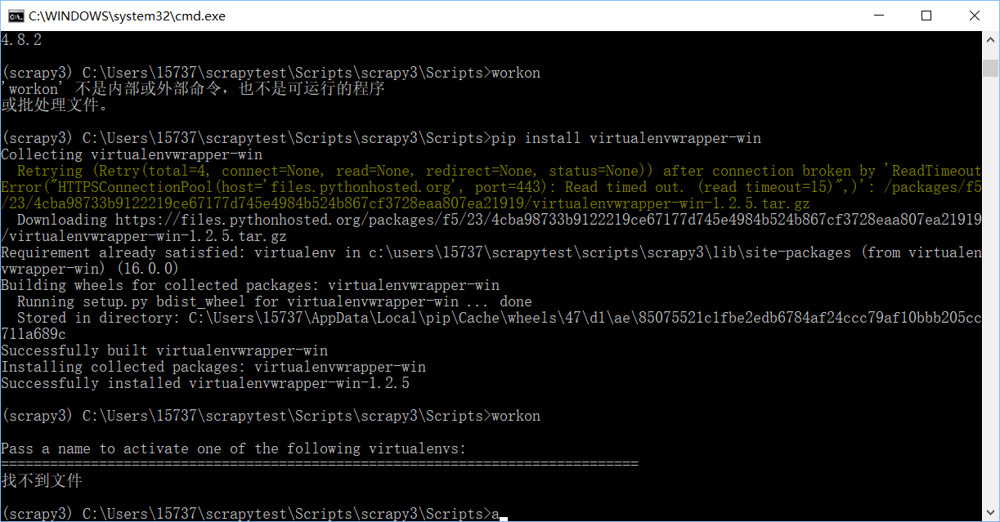 C:\WINDOWS\system32\cmd.exe
4.8.2
(scrapy3) C:\Users\15737\scrapytest\Scripts\scrapy3\Scripts>workon
'workon' 不是内部或外部命令，也不是可运行的程序
或批处理文件。
(scrapy3) C:\Users\15737\scrapytest\Scripts\scrapy3\Scripts>pip install virtualenvwrapper-win
Collecting virtualenvwrapper-win
  Retrying (Retry(total=4, connect=None, read=None, redirect=None, status=None)) after connection broken by 'ReadTimeout
Error("HTTPSConnectionPool(host='files.pythonhosted.org', port=443): Read timed out. (read timeout=15)",)': /packages/f5
/23/4cba98733b9122219ce67177d745e4984b524b867cf3728eaa807ea21919/virtualenvwrapper-win-1.2.5.tar.gz
  Downloading https://files.pythonhosted.org/packages/f5/23/4cba98733b9122219ce67177d745e4984b524b867cf3728eaa807ea21919
/virtualenvwrapper-win-1.2.5.tar.gz
Requirement already satisfied: virtualenv in c:\users\15737\scrapytest\scripts\scrapy3\lib\site-packages (from virtualen
vwrapper-win) (16.0.0)
Building wheels for collected packages: virtualenvwrapper-win
  Running setup.py bdist_wheel for virtualenvwrapper-win ... done
  Stored in directory: C:\Users\15737\AppData\Local\pip\Cache\wheels\47\d1\ae\85075521c1fbe2edb6784af24ccc79af10bbb205cc
711a689c
Successfully built virtualenvwrapper-win
Installing collected packages: virtualenvwrapper-win
Successfully installed virtualenvwrapper-win-1.2.5
(scrapy3) C:\Users\15737\scrapytest\Scripts\scrapy3\Scripts>workon
Pass a name to activate one of the following virtualenvs:
==============================================================================
找不到文件
(scrapy3) C:\Users\15737\scrapytest\Scripts\scrapy3\Scripts>a